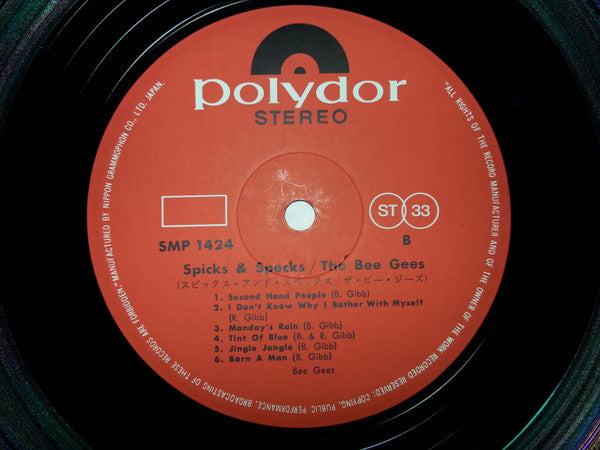 polydor
STEREO
ST 33
SMP 1424
B
Spicks & Specks / The Bee Gees
(スピックス・アンド・スペックス/ザ・ビー・ジーズ)
1. Second Hand People (B. Gibb)
2. I Don't Know Why I Bother With Myself
(R. Gibb)
3. Monday's Rain (B. Gibb)
4. Tint Of Blue (B. & R. Gibb)
5. Jingle Jangle (B. Gibb)
6. Born A Man (B. Gibb)
Bee Gees
"ALL RIGHTS OF THE RECORD MANUFACTURER AND OF THE OWNER OF THE WORK RECORDED RESERVED; COPYING, PUBLIC PERFORMANCE, BROADCASTING OF THESE RECORDS ARE FORBIDDEN" MANUFACTURED BY NIPPON GRAMMOPHON CO., LTD. JAPAN.